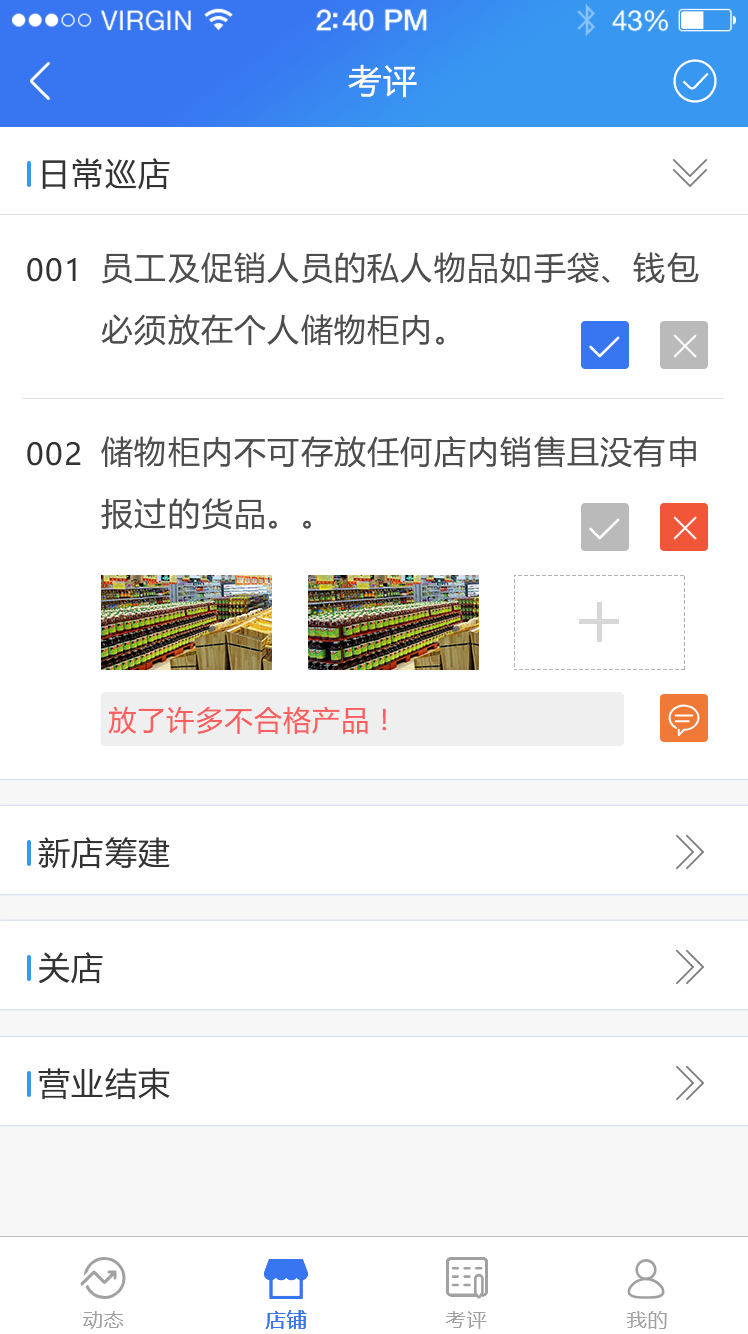 VIRGIN 2:40 PM 43%
考评
日常巡店
001 员工及促销人员的私人物品如手袋、钱包
必须放在个人储物柜内。
002 储物柜内不可存放任何店内销售且没有申
报过的货品。。
放了许多不合格产品！
新店筹建
关店
营业结束
动态 店铺 考评 我的